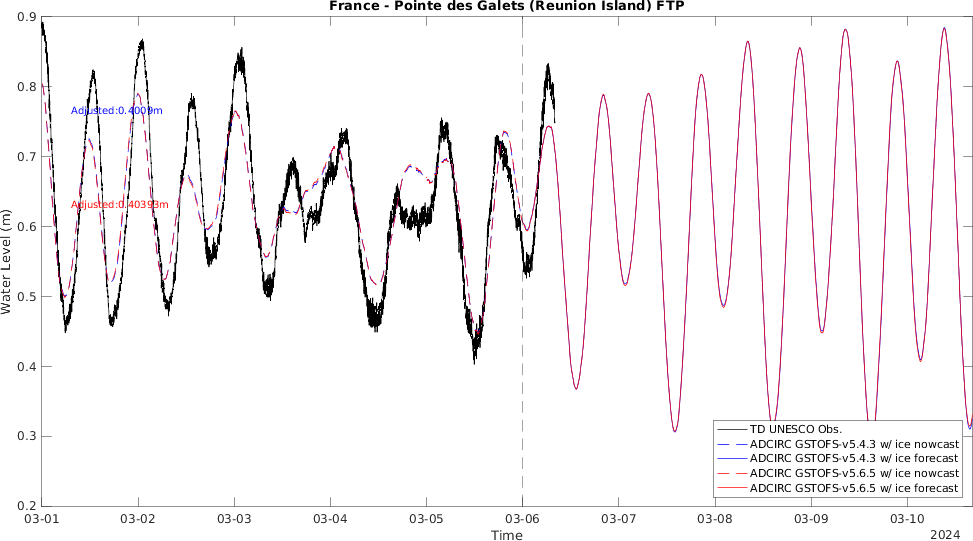 France - Pointe des Galets (Reunion Island) FTP
0.9
0.8
0.7
0.6
0.5
0.4
0.3
0.2
Water Level (m)
Adjusted:0.4009m
Adjusted:0.40393m
TD UNESCO Obs.
ADCIRC GSTOFS-v5.4.3 w/ ice nowcast
ADCIRC GSTOFS-v5.4.3 w/ ice forecast
ADCIRC GSTOFS-v5.6.5 w/ ice nowcast
ADCIRC GSTOFS-v5.6.5 w/ ice forecast
03-01 03-02 03-03 03-04 03-05 03-06 03-07 03-08 03-09 03-10
Time
2024